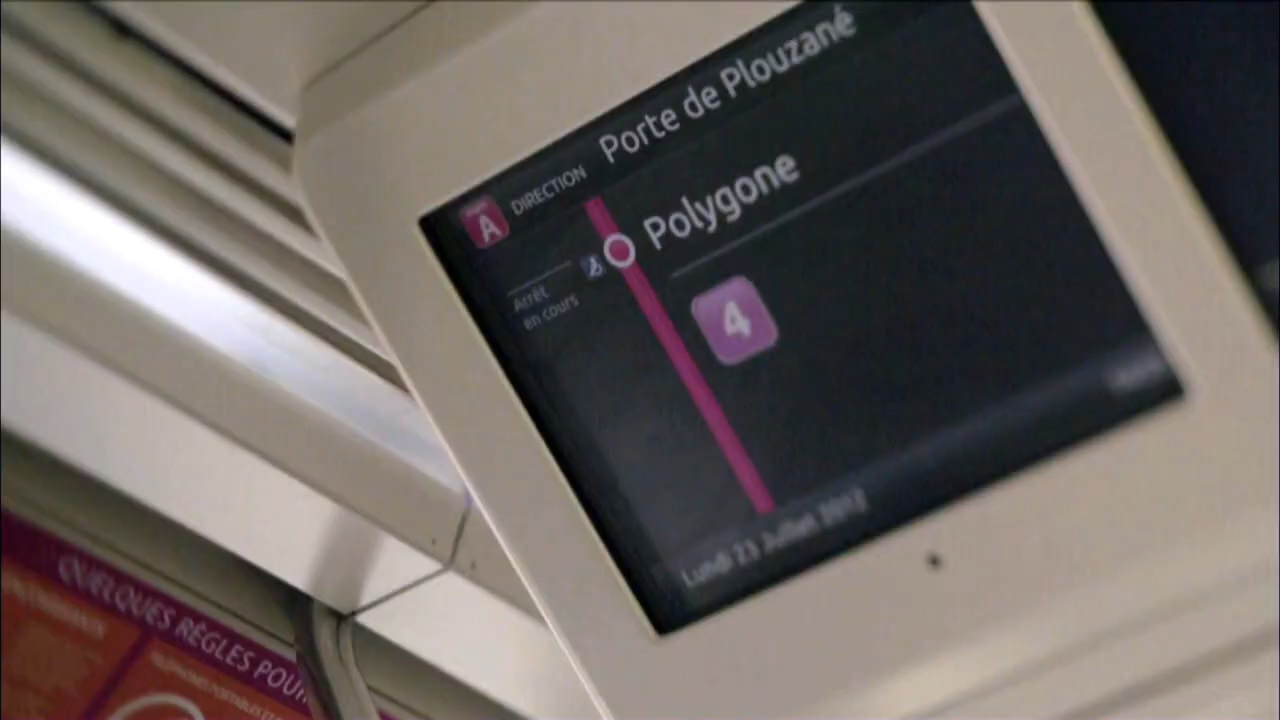 A DIRECTION Porte de Plouzané
Polygone
Arrêt
en cours
4
Lundi 23 Juillet 2012
QUELQUES RÈGLES POUR